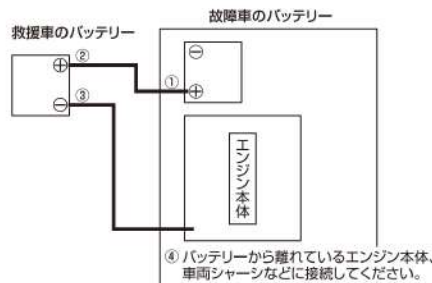 故障車のバッテリー
救援車のバッテリー
②
⊖
⊕
①
⊕
③
⊖
エンジン本体
④ バッテリーから離れているエンジン本体、
車両シャーシなどに接続してください。